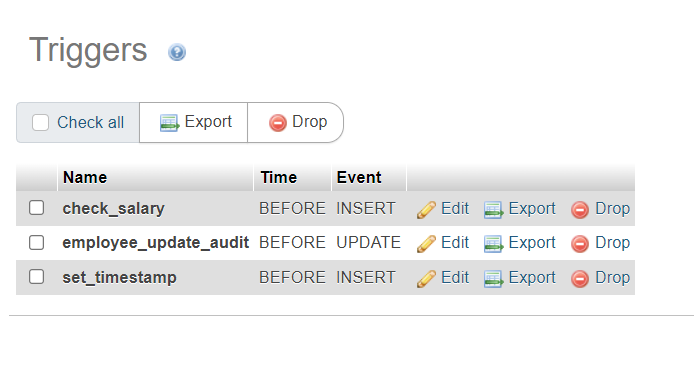 Triggers
Check all Export Drop
Name Time Event
check_salary BEFORE INSERT Edit Export Drop
employee_update_audit BEFORE UPDATE Edit Export Drop
set_timestamp BEFORE INSERT Edit Export Drop